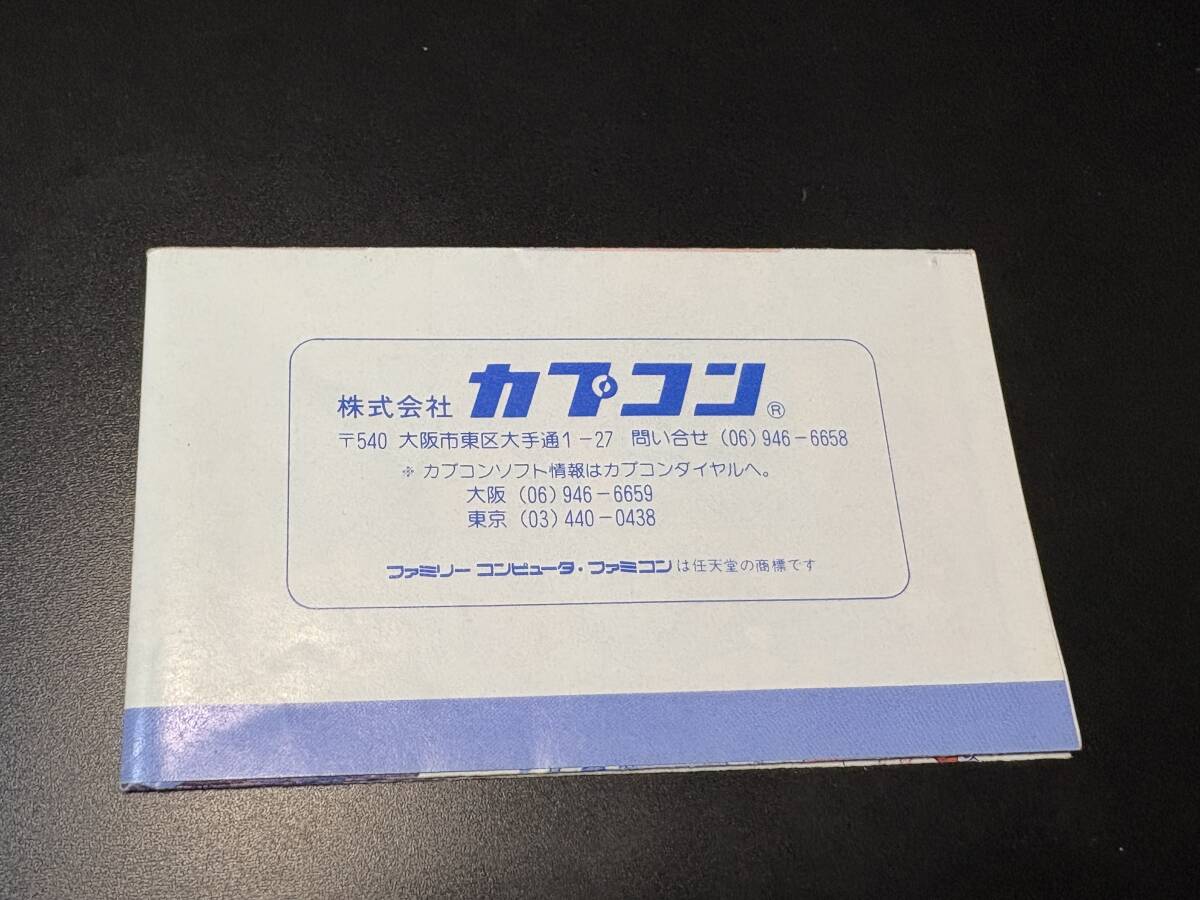 株式会社 カプコン®
〒540 大阪市東区大手通1-27 問い合せ (06)946-6658
※ カプコンソフト情報はカプコンダイヤルへ。
大阪 (06)946-6659
東京 (03)440-0438
ファミリーコンピュータ・ファミコンは任天堂の商標です